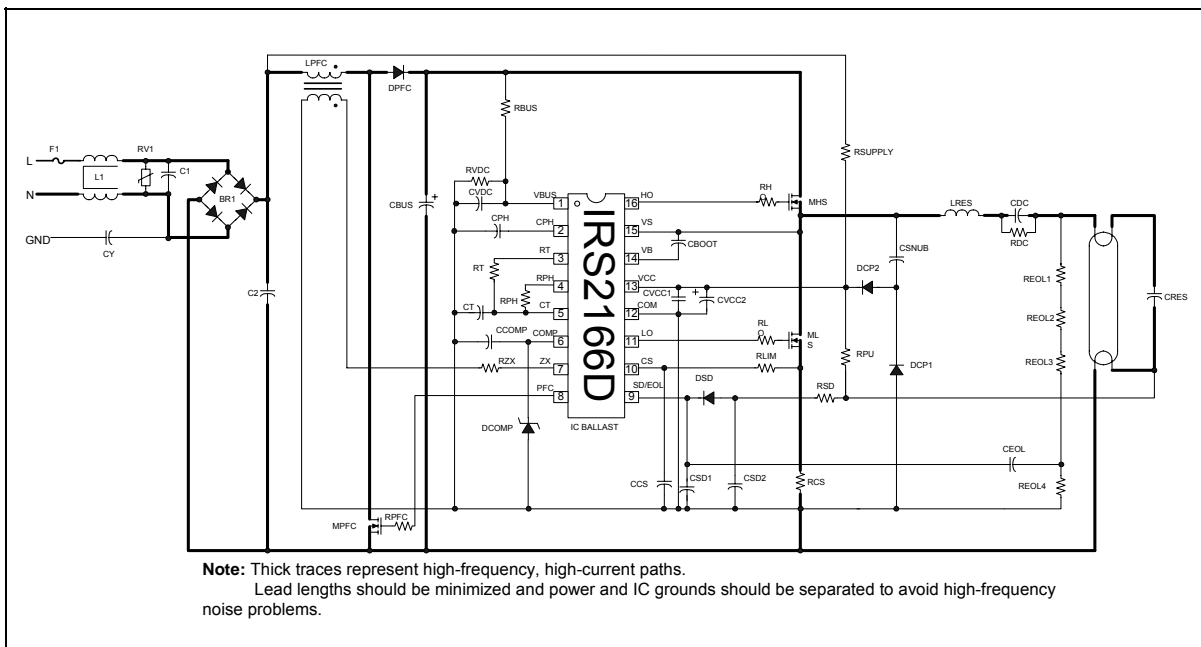 LPFC
DPFC
RBUS
F1
RV1
L
L1
C1
N
BR1
GND
CY
C2
CBUS
+
RVDC
CVDC
VBUS
1
CPH
CPH
2
RT
3
RT
RPH
4
RPH
CT
CT
5
CCOMP
COMP
6
RZX
ZX
7
PFC
8
DCOMP
IRS2166D
IC BALLAST
16
HO
15
VS
14
VB
13
VCC
12
COM
11
LO
10
CS
9
SD/EOL
RH
O
MHS
RSUPPLY
CBOOT
CVCC1
+
CVCC2
DCP2
CSNUB
LRES
CDC
RDC
REOL1
REOL2
REOL3
CRES
RL
O
ML
S
RLIM
RPU
DCP1
DSD
RSD
CEOL
REOL4
CCS
CSD1
CSD2
RCS
MPFC
RPFC
Note: Thick traces represent high-frequency, high-current paths.
Lead lengths should be minimized and power and IC grounds should be separated to avoid high-frequency
noise problems.